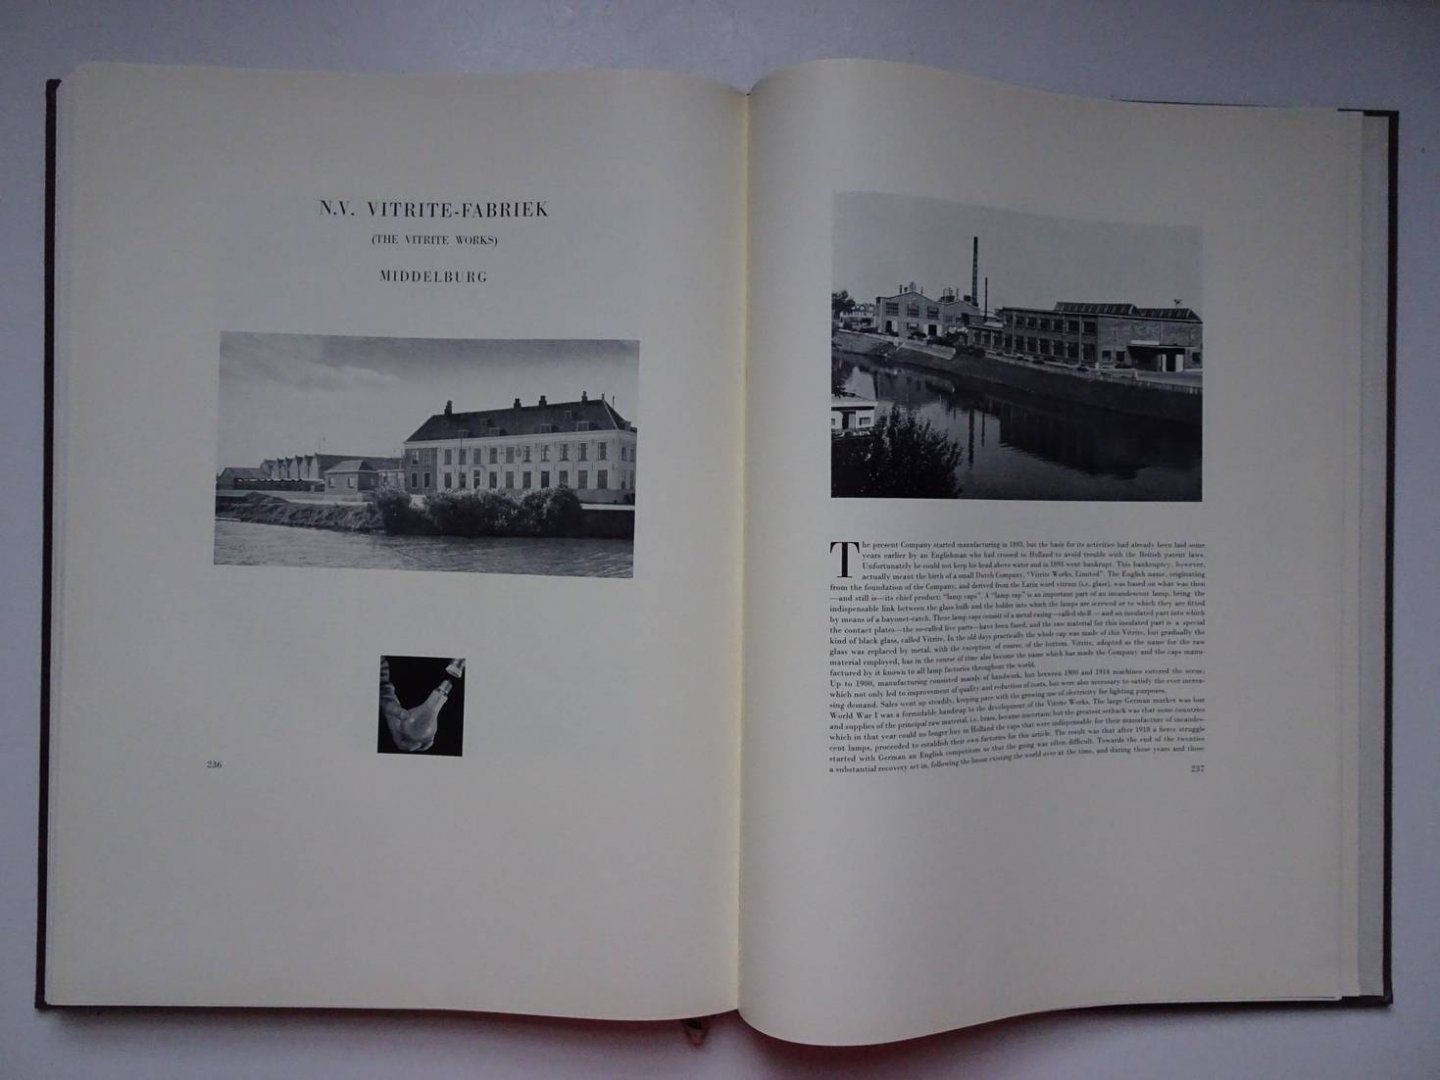 N.V. VITRITE-FABRIEK
(THE VITRITE WORKS)
MIDDELBURG
236
The present Company started manufacturing in 1893, but the basis for its activities had already been laid some
years earlier by an Englishman who had crossed to Holland to avoid trouble with the British patent laws.
Unfortunately he could not keep his head above water and in 1893 went bankrupt. This bankruptcy, however,
actually meant the birth of a small Dutch Company, "Vitrite Works, Limited". The English name, originating
from the foundation of the Company, and derived from the Latin word vitrum (i.e. glass), was based on what was then
—and still is—its chief product: "lamp caps". A "lamp cap" is an important part of an incandescent lamp, being the
indispensable link between the glass bulb and the holder into which the lamps are screwed or to which they are fitted
by means of a bayonet-catch. These lamp caps consist of a metal casing—called shell — and an insulated part into which
the contact plates—the so-called live parts—have been fused, and the raw material for this insulated part is a special
kind of black glass, called Vitrite. In the old days practically the whole cap was made of this Vitrite, but gradually the
glass was replaced by metal, with the exception of course, of the bottom. Vitrite, adopted as the name for the raw
material employed, has in the course of time also become the name which has made the Company and the caps manu-
factured by it known to all lamp factories throughout the world.
Up to 1900, manufacturing consisted mainly of handwork, but between 1900 and 1914 machines entered the scene,
which not only led to improvement of quality and reduction of costs, but were also necessary to satisfy the ever increa-
sing demand. Sales went up steadily, keeping pace with the growing use of electricity for lighting purposes.
World War I was a formidable handicap to the development of the Vitrite Works. The large German market was lost
and supplies of the principal raw material, i.e. brass, became uncertain; but the greatest setback was that some countries
which in that year could no longer buy in Holland the caps that were indispensable for their manufacture of incandes-
cent lamps, proceeded to establish their own factories for this article. The result was that after 1918 a fierce struggle
started with German an English competitors so that the going was often difficult. Towards the end of the twenties
a substantial recovery set in, following the boom existing the world over at the time, and during those years and those
237